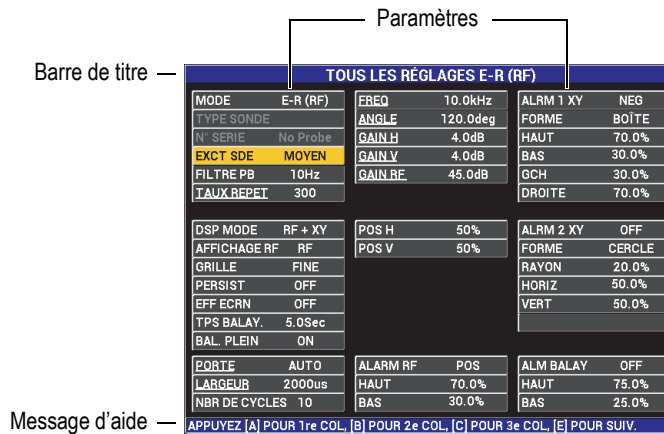 Paramètres
Barre de titre
TOUS LES RÉGLAGES E-R (RF)
MODE E-R (RF)
TYPE SONDE
N° SERIE No Probe
EXCT SDE MOYEN
FILTRE PB 10Hz
TAUX REPET 300
FREQ 10.0kHz
ANGLE 120.0deg
GAIN H 4.0dB
GAIN V 4.0dB
GAIN RF 45.0dB
ALRM 1 XY NEG
FORME BOÎTE
HAUT 70.0%
BAS 30.0%
GCH 30.0%
DROITE 70.0%
DSP MODE RF + XY
AFFICHAGE RF RF
GRILLE FINE
PERSIST OFF
EFF ECRN OFF
TPS BALAY. 5.0Sec
BAL. PLEIN ON
POS H 50%
POS V 50%
ALRM 2 XY OFF
FORME CERCLE
RAYON 20.0%
HORIZ 50.0%
VERT 50.0%
PORTE AUTO
LARGEUR 2000us
NBR DE CYCLES 10
ALARM RF POS
HAUT 70.0%
BAS 30.0%
ALM BALAY OFF
HAUT 75.0%
BAS 25.0%
Message d'aide
APPUYEZ [A] POUR 1re COL, [B] POUR 2e COL, [C] POUR 3e COL, [E] POUR SUIV.